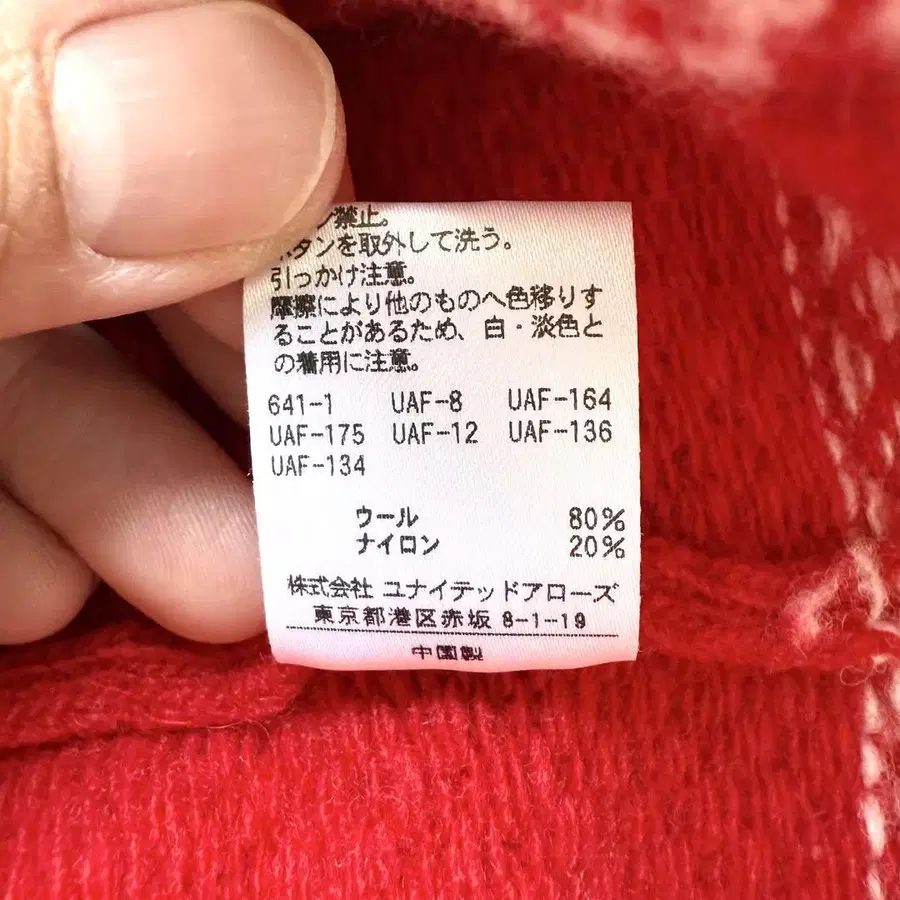 ン禁止。
タンを取外して洗う。
引っかけ注意。
摩擦により他のものへ色移りす
ることがあるため、白・淡色と
の着用に注意。
641-1 UAF-8 UAF-164
UAF-175 UAF-12 UAF-136
UAF-134
ウール 80%
ナイロン 20%
株式会社 ユナイテッドアローズ
東京都港区赤坂 8-1-19
中国製